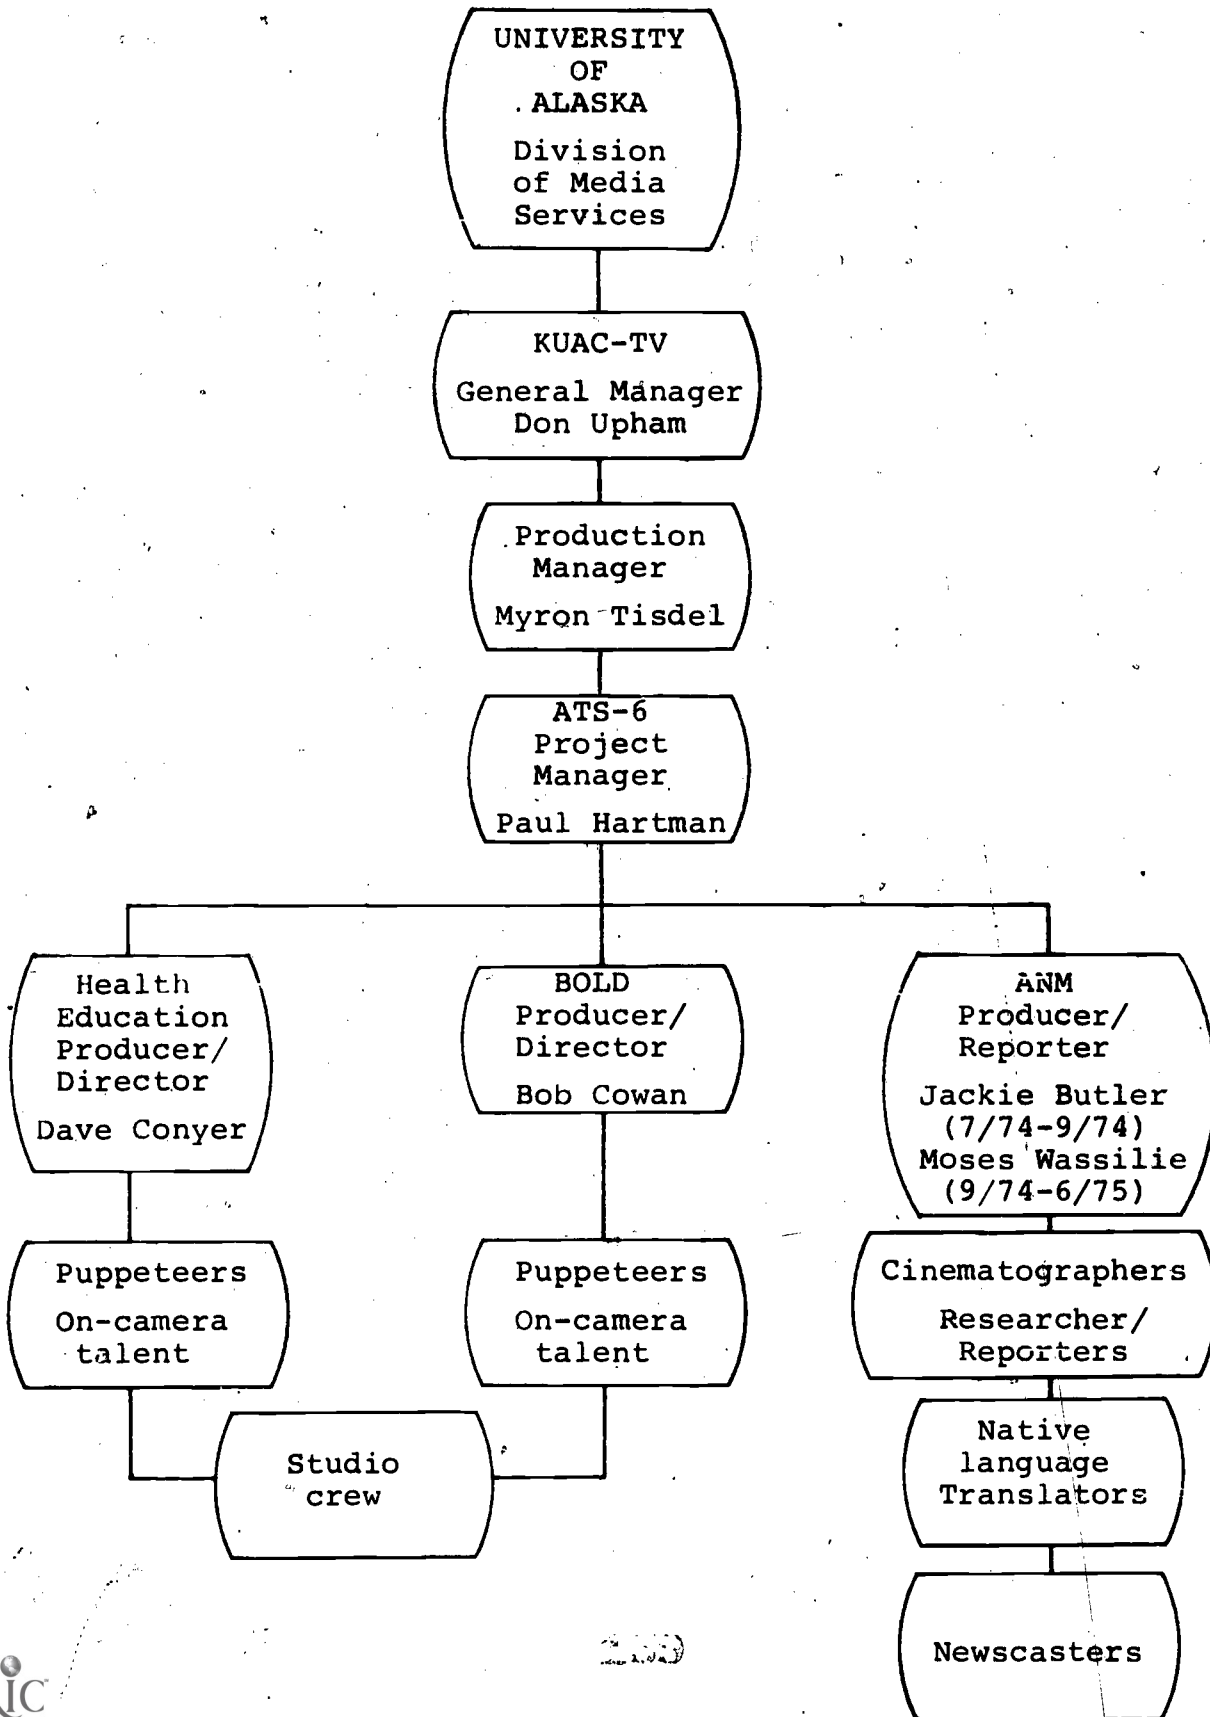 UNIVERSITY
OF
ALASKA
Division
of Media
Services
KUAC-TV
General Manager
Don Upham
Production
Manager
Myron Tisdel
ATS-6
Project
Manager
Paul Hartman
Health
Education
Producer/
Director
Dave Conyer
BOLD
Producer/
Director
Bob Cowan
ANM
Producer/
Reporter
Jackie Butler
(7/74-9/74)
Moses Wassilie
(9/74-6/75)
Puppeteers
On-camera
talent
Puppeteers
On-camera
talent
Cinematographers
Researcher/
Reporters
Studio
crew
Native
language
Translators
Newscasters
IC